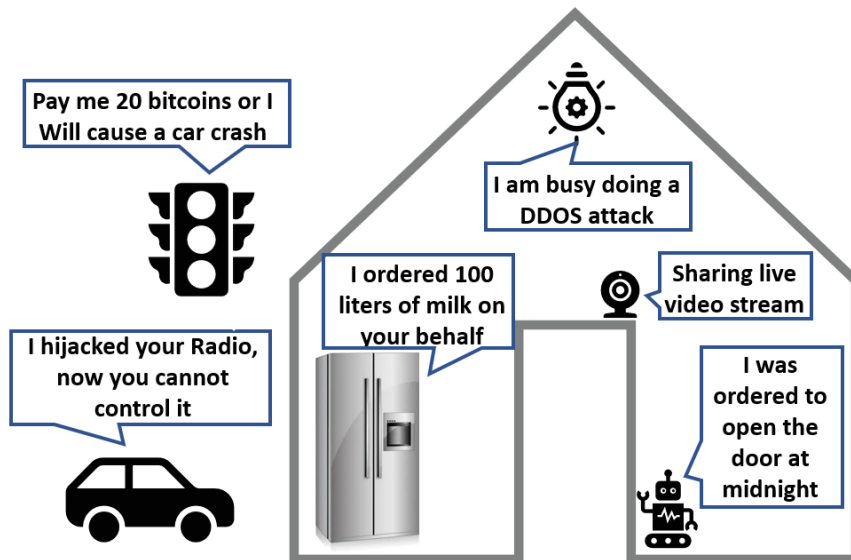 Pay me 20 bitcoins or I
Will cause a car crash
I am busy doing a
DDOS attack
I ordered 100
liters of milk on
your behalf
Sharing live
video stream
I hijacked your Radio,
now you cannot
control it
I was
ordered to
open the
door at
midnight